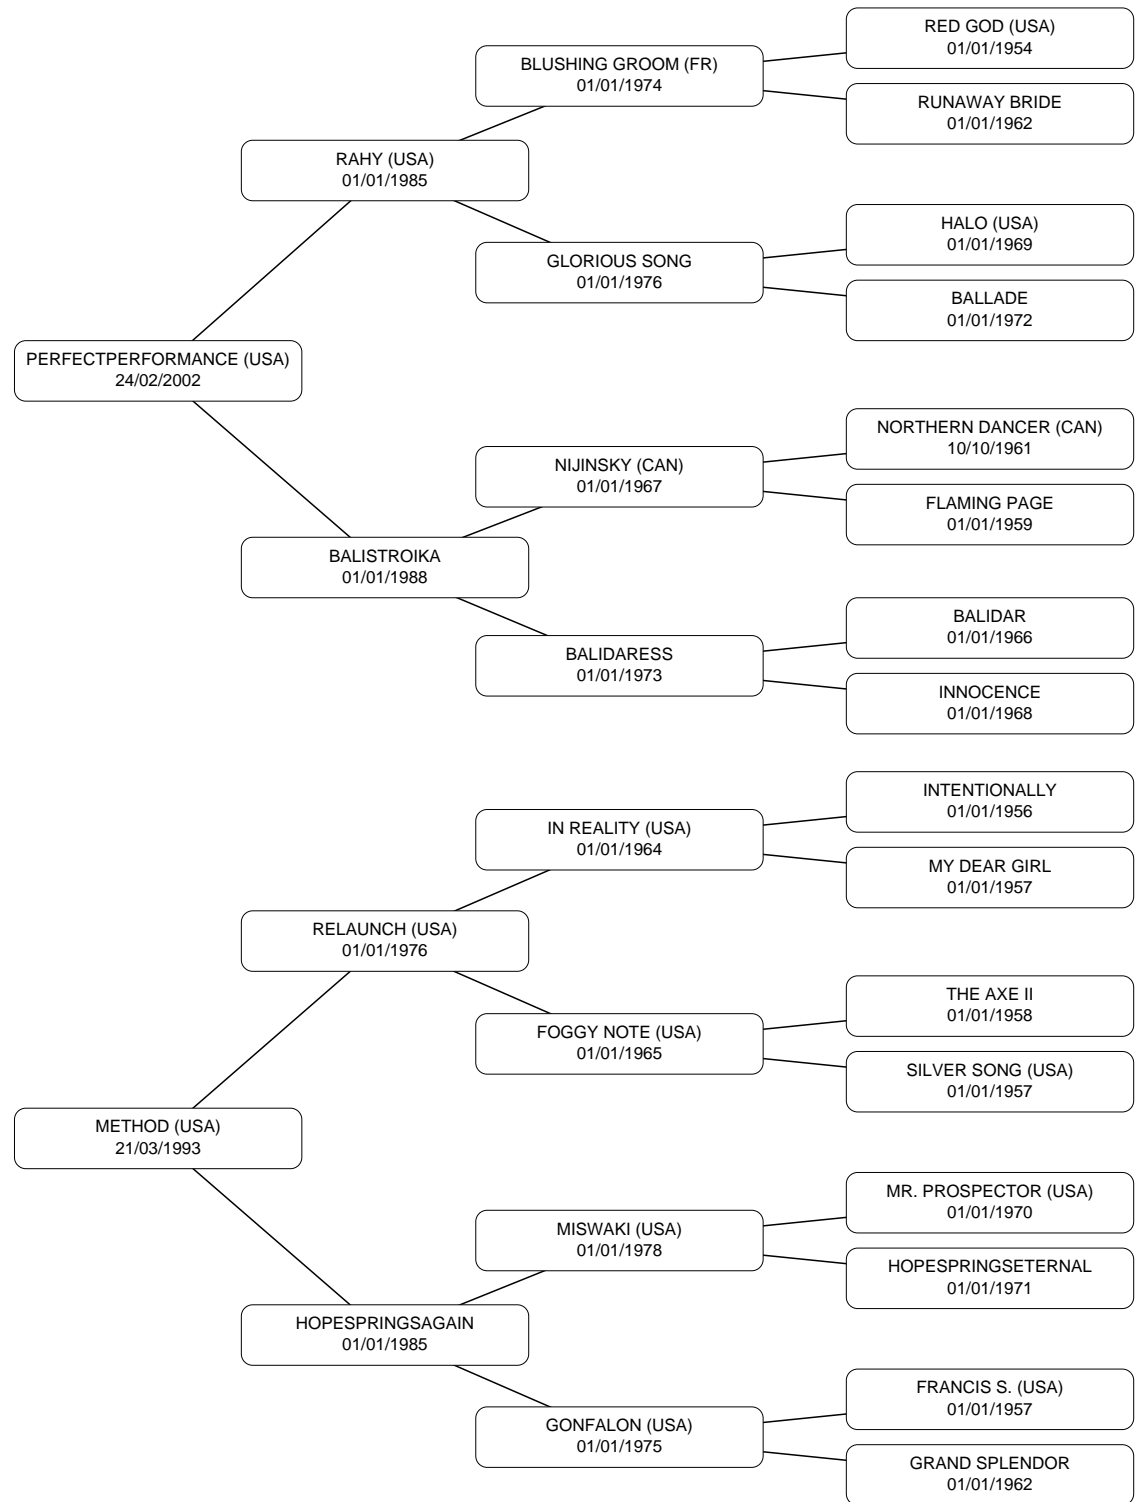 RED GOD (USA)
01/01/1954
BLUSHING GROOM (FR)
01/01/1974
RUNAWAY BRIDE
01/01/1962
RAHY (USA)
01/01/1985
HALO (USA)
01/01/1969
GLORIOUS SONG
01/01/1976
BALLADE
01/01/1972
PERFECTPERFORMANCE (USA)
24/02/2002
NORTHERN DANCER (CAN)
10/10/1961
NIJINSKY (CAN)
01/01/1967
FLAMING PAGE
01/01/1959
BALISTROIKA
01/01/1988
BALIDAR
01/01/1966
BALIDARESS
01/01/1973
INNOCENCE
01/01/1968
INTENTIONALLY
01/01/1956
IN REALITY (USA)
01/01/1964
MY DEAR GIRL
01/01/1957
RELAUNCH (USA)
01/01/1976
THE AXE II
01/01/1958
FOGGY NOTE (USA)
01/01/1965
SILVER SONG (USA)
01/01/1957
METHOD (USA)
21/03/1993
MR. PROSPECTOR (USA)
01/01/1970
MISWAKI (USA)
01/01/1978
HOPESPRINGSETERNAL
01/01/1971
HOPESPRINGSAGAIN
01/01/1985
FRANCIS S. (USA)
01/01/1957
GONFALON (USA)
01/01/1975
GRAND SPLENDOR
01/01/1962